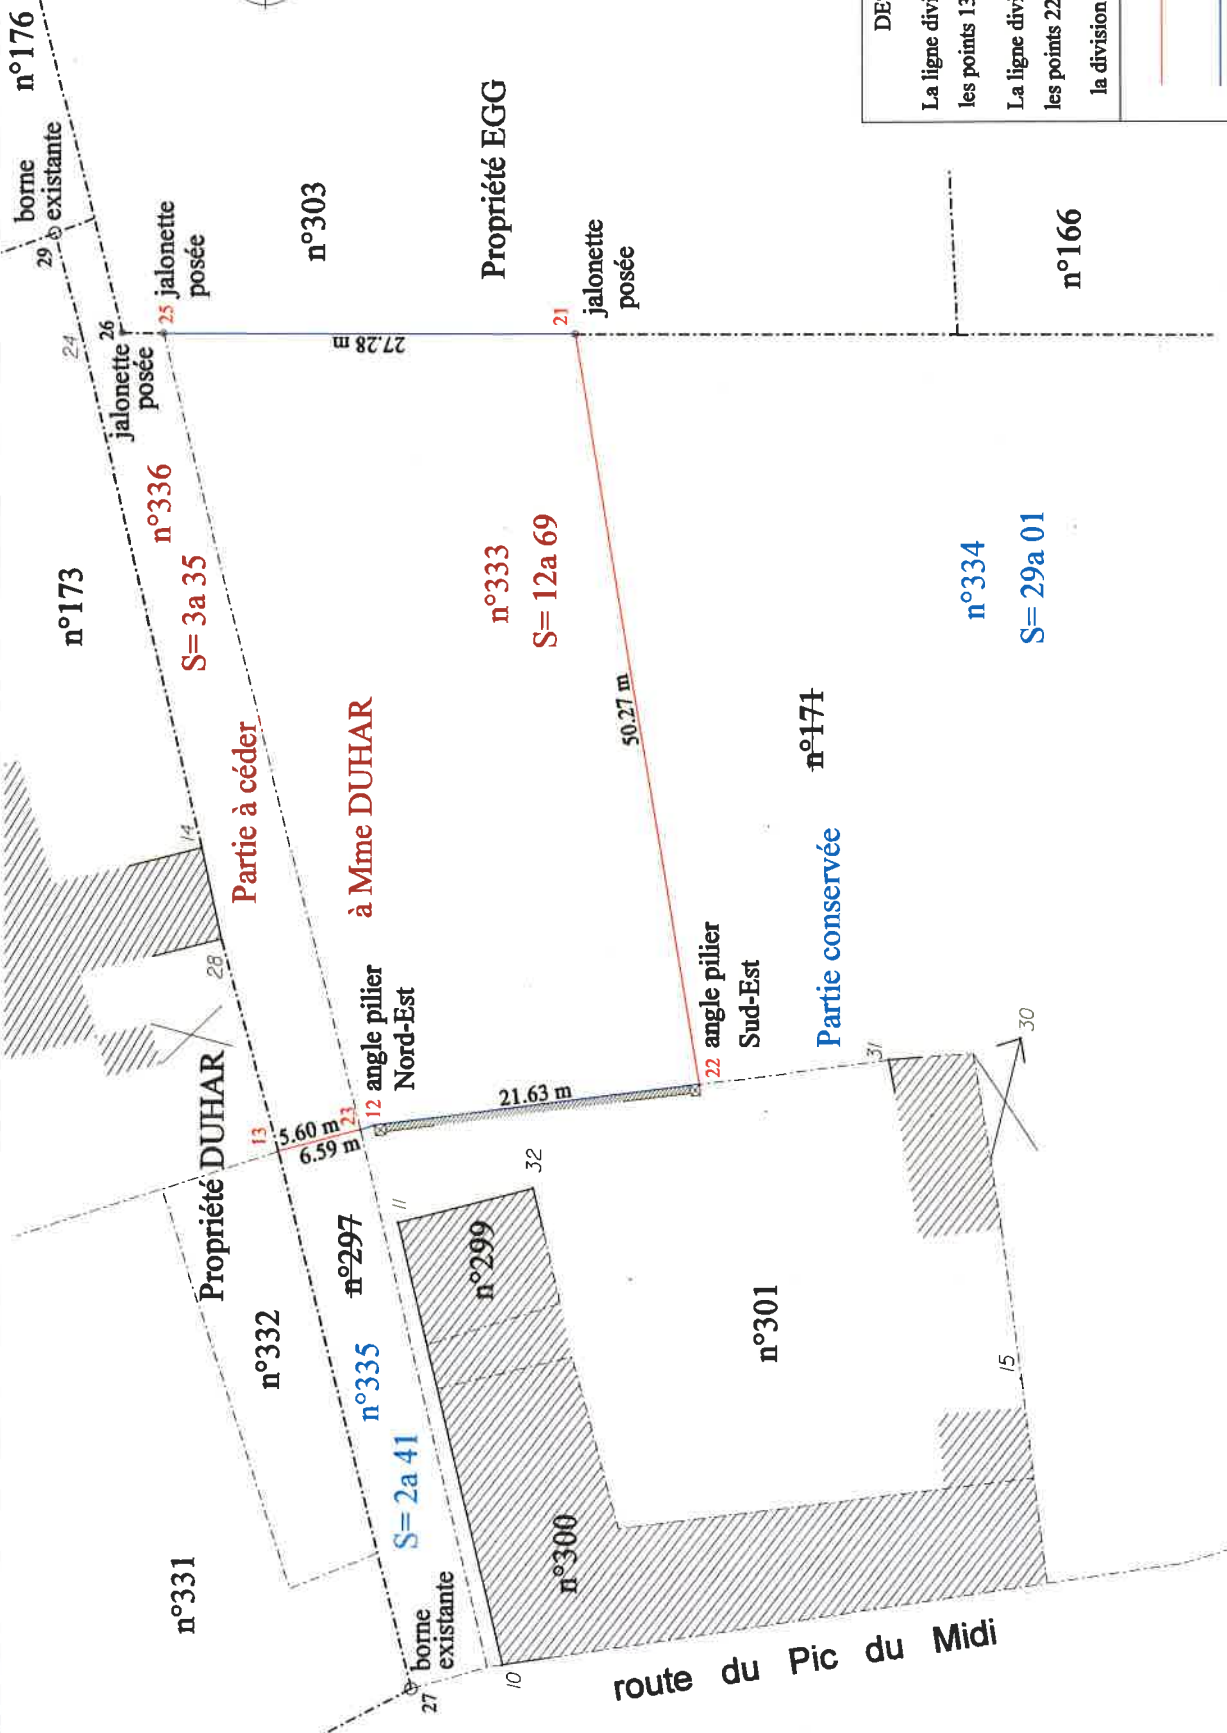 n°176
borne
existante
29
24
26
jalonette
posée
25
jalonette
posée
n°303
Propriété EGG
27.28 m
21
jalonette
posée
n°166
n°173
n°336
S= 3a 35
n°333
S= 12a 69
n°334
S= 29a 01
50.27 m
n°171
14
Partie à céder
à Mme DUHAR
28
angle pilier
Nord-Est
12
23
13
5.60 m
6.59 m
21.63 m
22
angle pilier
Sud-Est
Partie conservée
31
30
Propriété DUHAR
n°332
n°297
n°335
S= 2a 41
11
32
n°299
n°301
15
n°331
n°300
borne
existante
27
10
route du Pic du Midi
La ligne divi
les points 13
La ligne divi
les points 22
la division